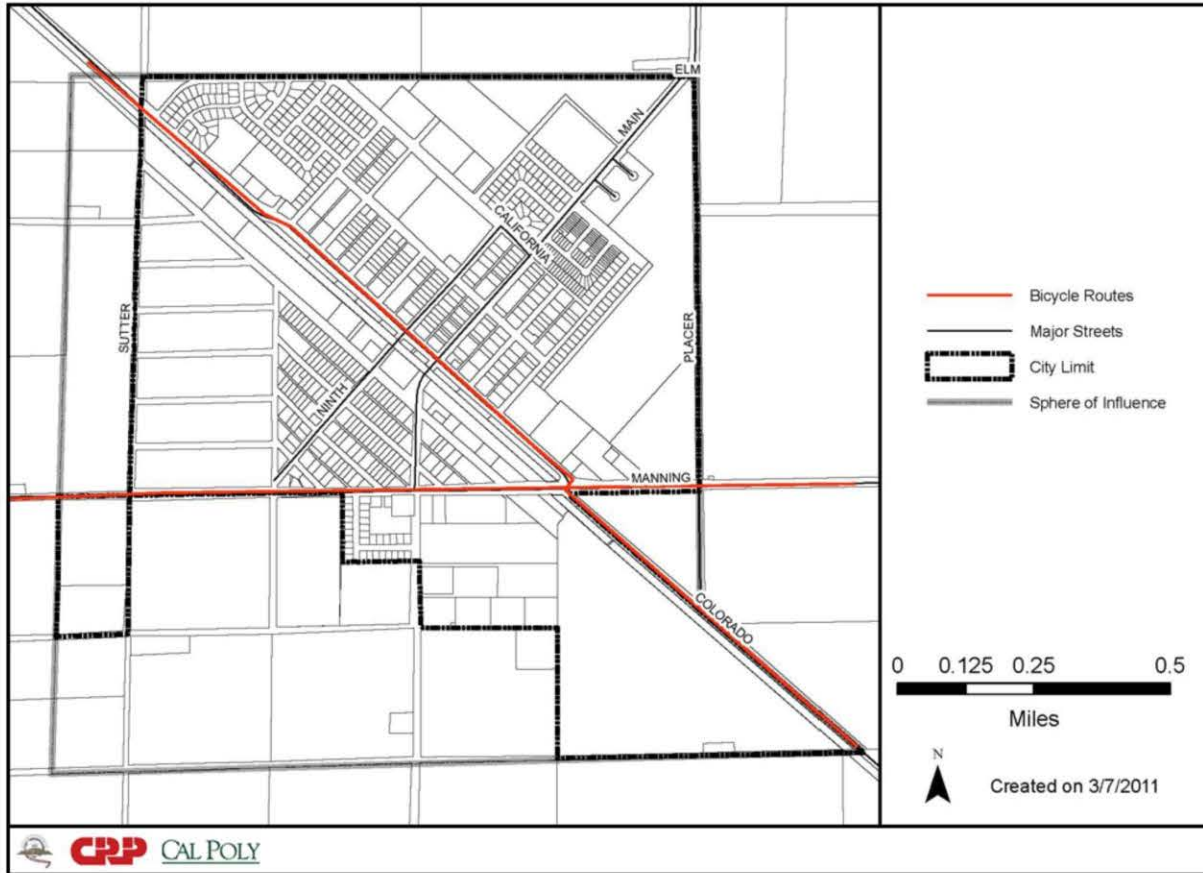 ELM
MAIN
CALIFORNIA
SUTTER
PLACER
NINTH
MANNING
COLORADO
Bicycle Routes
Major Streets
City Limit
Sphere of Influence
0 0.125 0.25 0.5
Miles
N
Created on 3/7/2011
CRP CAL POLY